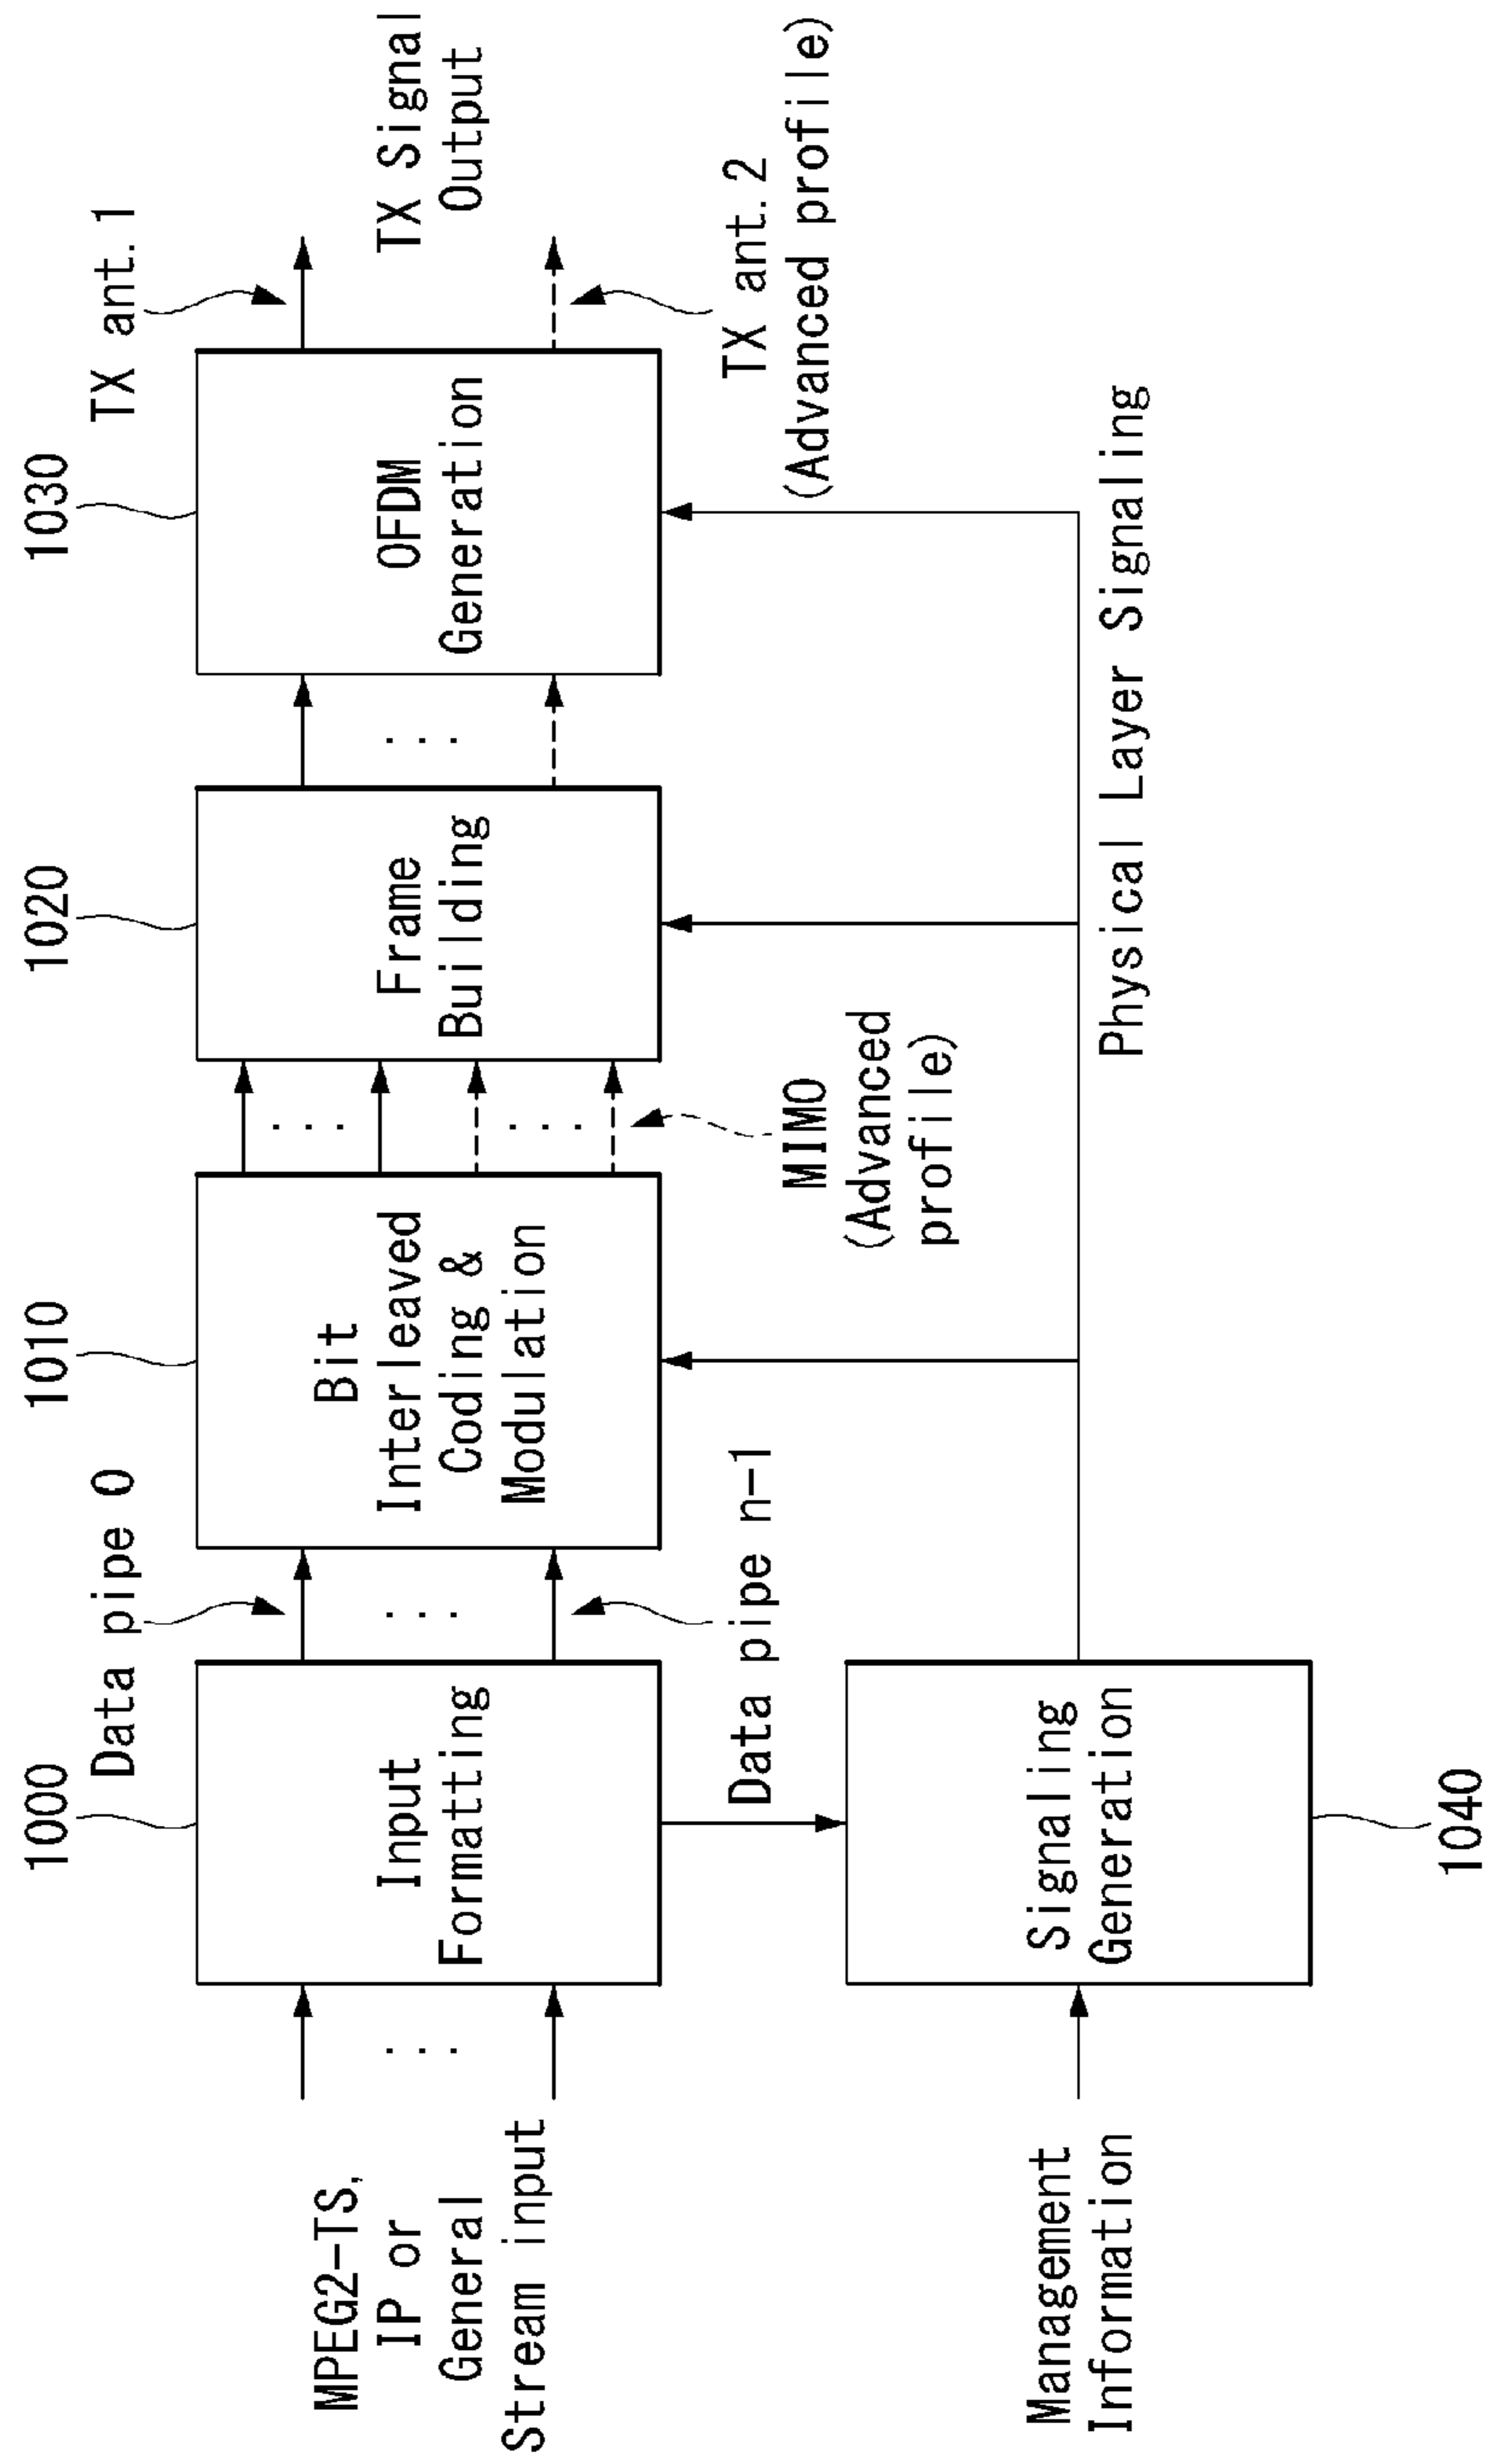 1000
1010
1020
1030
Data pipe 0
TX ant.1
MPEG2-TS,
IP or
General
Stream input
Input
Formatting
Bit
Interleaved
Coding &
Modulation
Frame
Building
OFDM
Generation
TX Signal
Output
Data pipe n-1
MIMO
(Advanced
profile)
TX ant.2
(Advanced profile)
Management
Information
Signaling
Generation
Physical Layer Signaling
1040